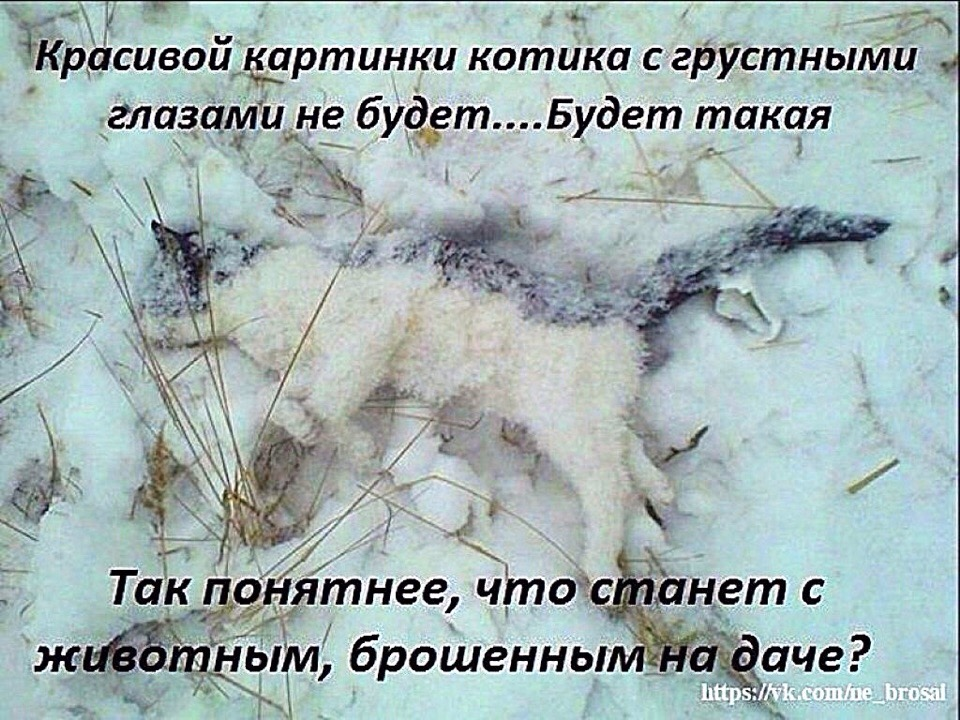 Красивой картинки котика с грустными
глазами не будет....Будет такая
Так понятнее, что станет с
животным, брошенным на даче?
https://vk.com/ne_brosai